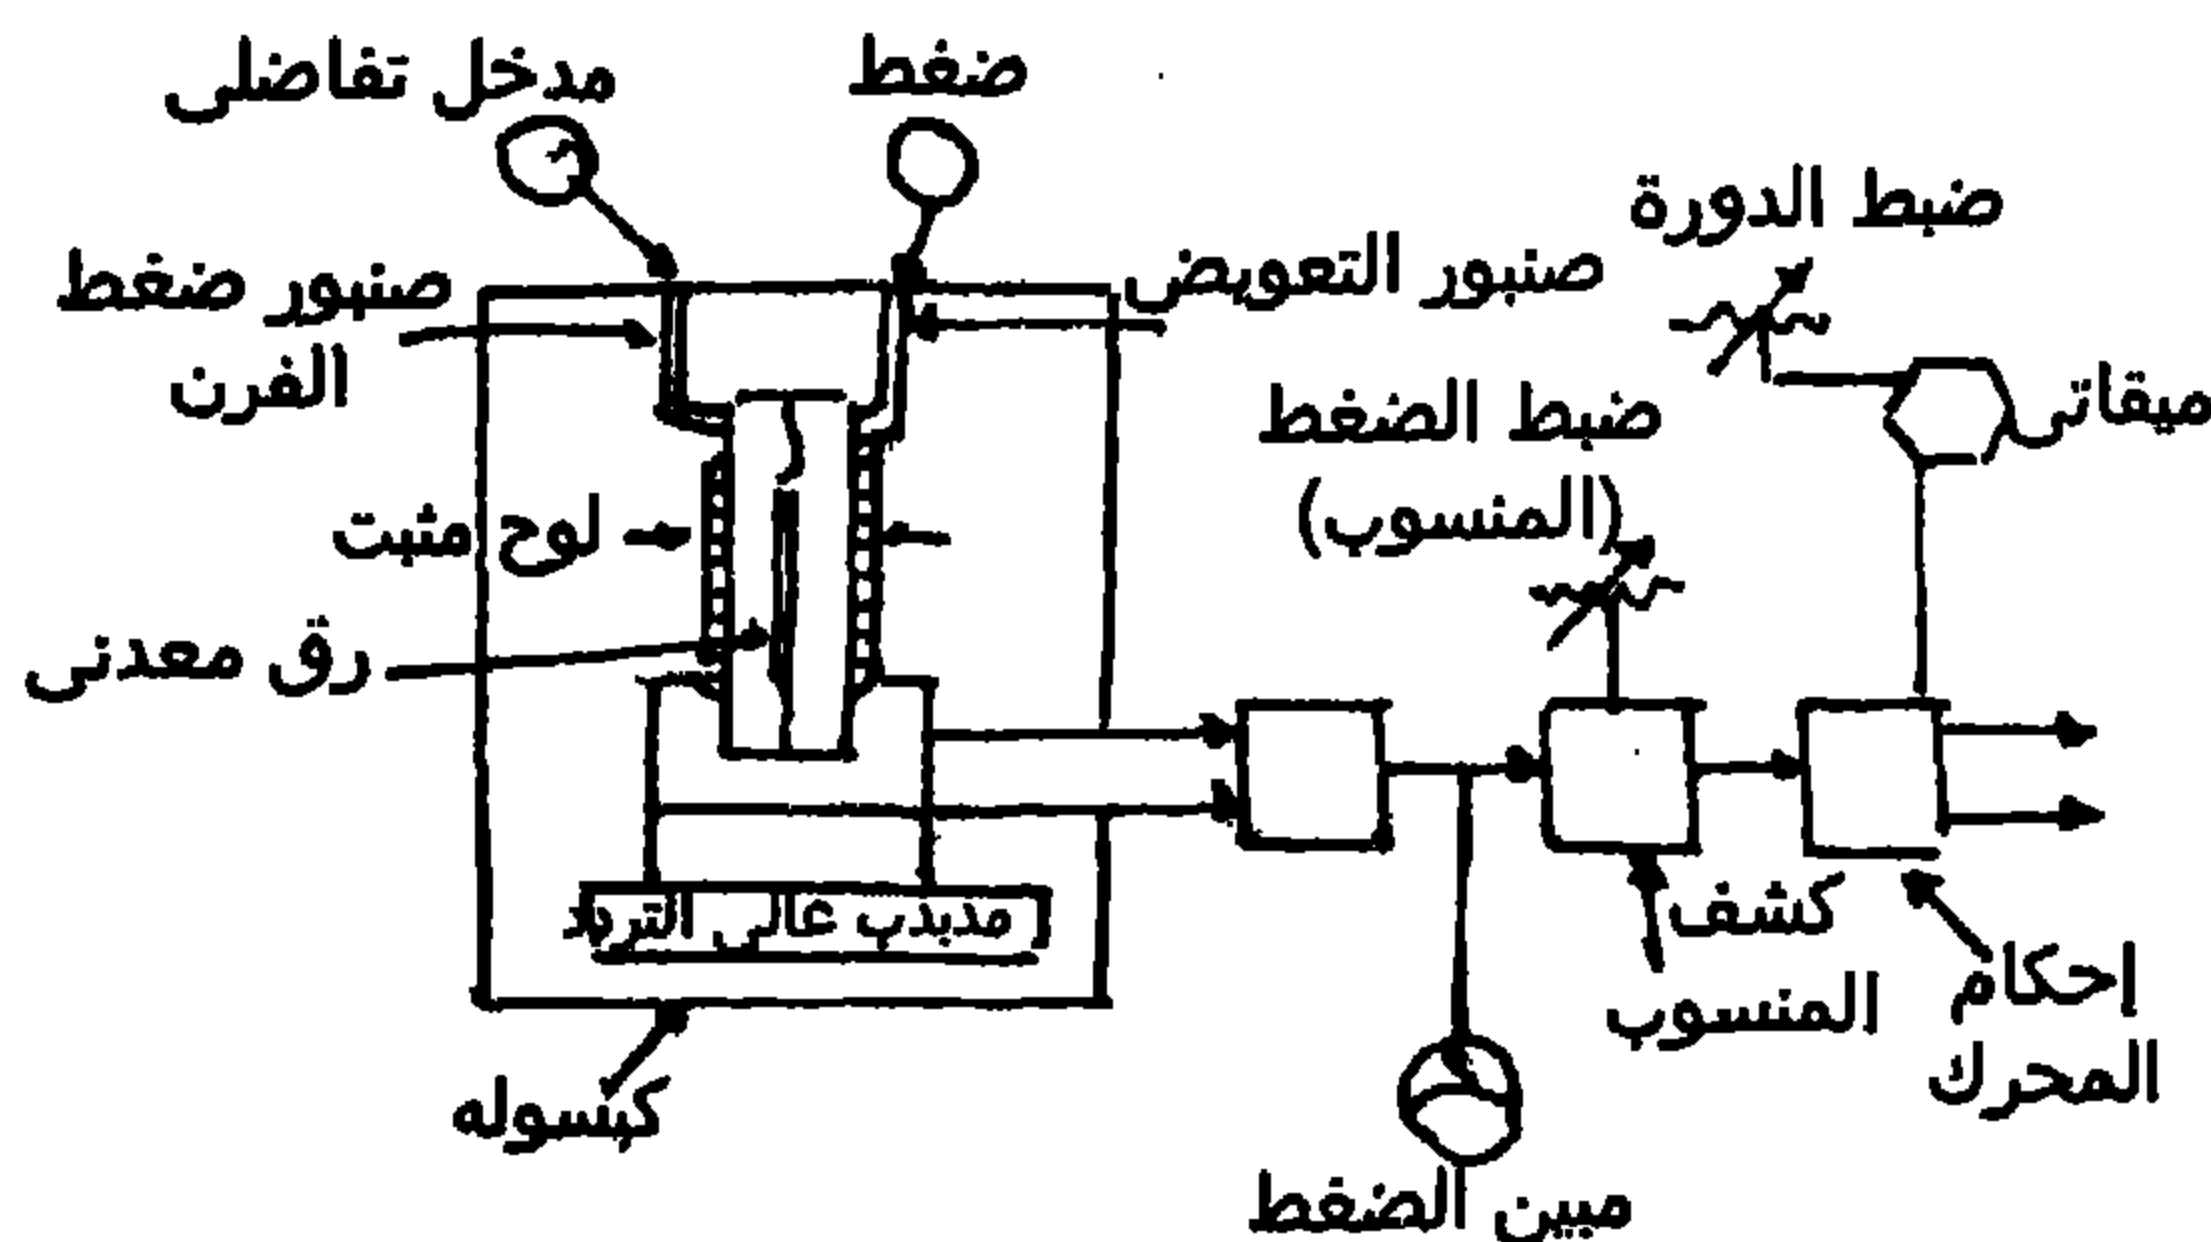 مدخل تفاضلى
ضغط
ضبط الدورة
صنبور ضغط
الفرن
صنبور التعويض
ميقاتى
ضبط الضغط
(المنسوب)
لوح مثبت
رق معدنى
مذبذب عالى التردد
كشف
المنسوب
إحكام
المحرك
كبسوله
مبين الضغط